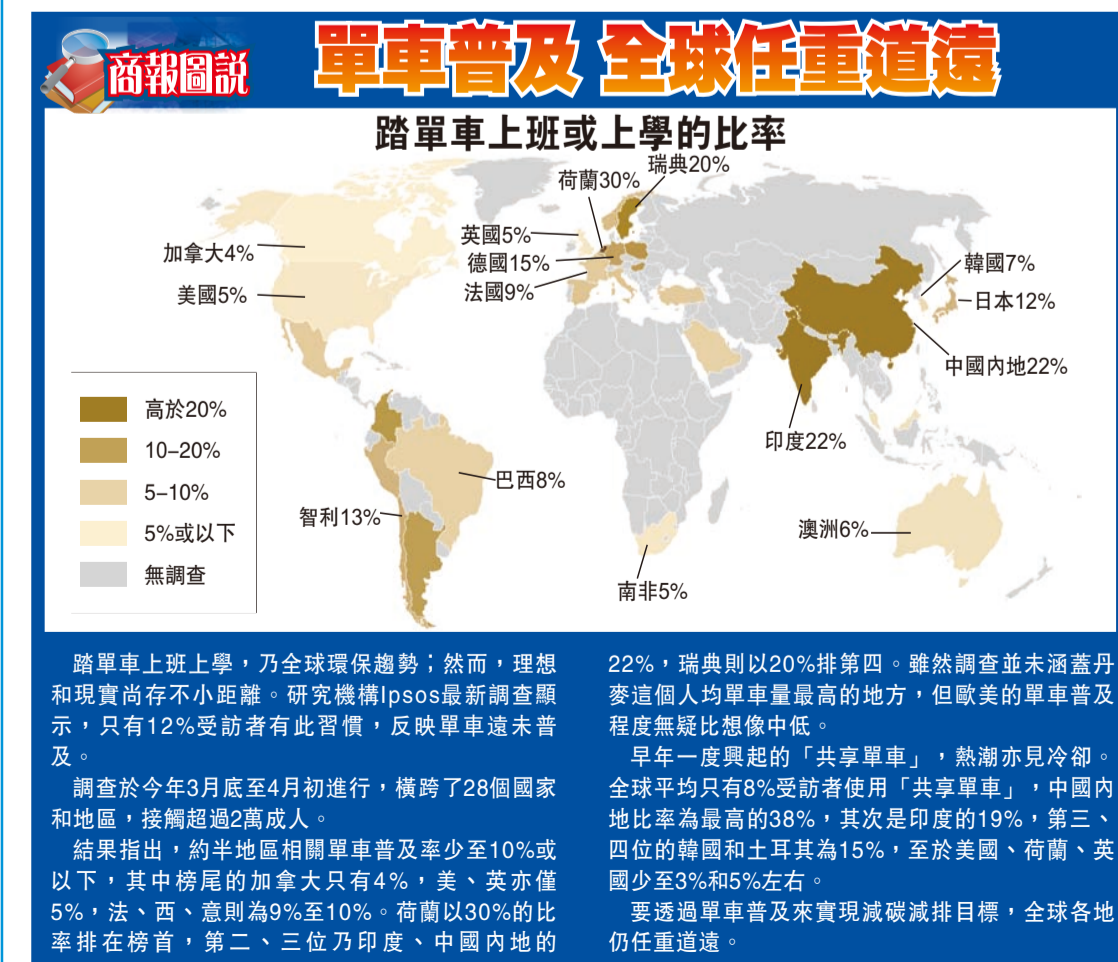 商報圖説
單車普及 全球任重道遠
踏單車上班或上學的比率
瑞典20%
荷蘭30%
英國5%
德國15%
法國9%
加拿大4%
美國5%
韓國7%
日本12%
中國內地22%
印度22%
巴西8%
智利13%
澳洲6%
南非5%
高於20%
10–20%
5–10%
5%或以下
無調查
踏單車上班上學，乃全球環保趨勢；然而，理想
和現實尚存不小距離。研究機構Ipsos最新調查顯
示，只有12%受訪者有此習慣，反映單車遠未普
及。
調查於今年3月底至4月初進行，橫跨了28個國家
和地區，接觸超過2萬成人。
結果指出，約半地區相關單車普及率少至10%或
以下，其中榜尾的加拿大只有4%，美、英亦僅
5%，法、西、意則為9%至10%。荷蘭以30%的比
率排在榜首，第二、三位乃印度、中國內地的
22%，瑞典則以20%排第四。雖然調查並未涵蓋丹
麥這個人均單車量最高的地方，但歐美的單車普及
程度無疑比想像中低。
早年一度興起的「共享單車」，熱潮亦見冷卻。
全球平均只有8%受訪者使用「共享單車」，中國內
地比率為最高的38%，其次是印度的19%，第三、
四位的韓國和土耳其為15%，至於美國、荷蘭、英
國少至3%和5%左右。
要透過單車普及來實現減碳減排目標，全球各地
仍任重道遠。